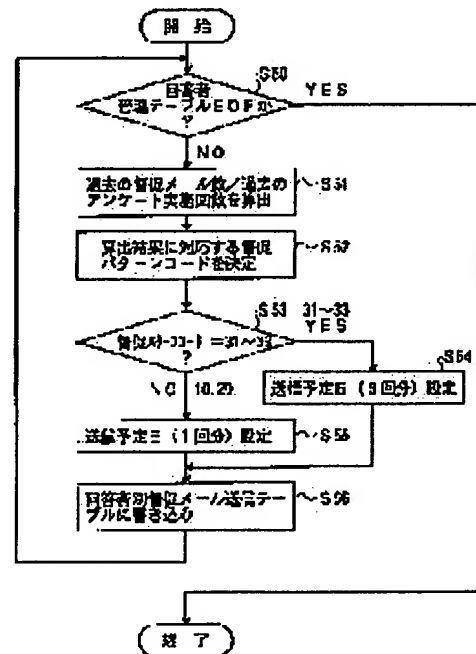 開 始
S50
回答者
管理テーブルEOFか
?
YES
NO
過去の督促メール数/過去の
アンケート実施回数を算出
S51
算出結果に対応する督促
パターンコードを決定
S52
S53 31~33
YES
督促パターンコード=31~33
?
NO 10,20
S54
送信予定日(3回分)設定
送信予定日(1回分)設定
S55
回答者別督促メール送信テー
ブルに書き込む
S56
終 了